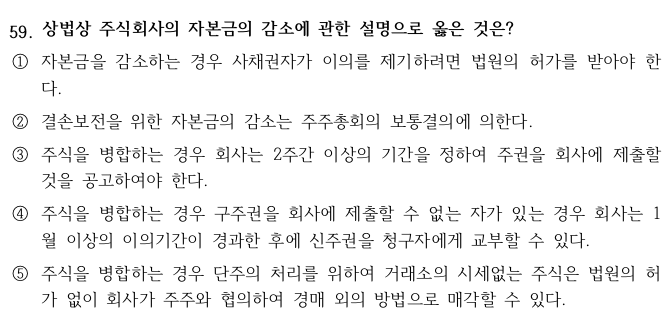 59. 상법상 주식회사의 자본금의 감소에 관한 설명으로 옳은 것은?
① 자본금을 감소하는 경우 사채권자가 이의를 제기하려면 법원의 허가를 받아야 한
다.
② 결손보전을 위한 자본금의 감소는 주주총회의 보통결의에 의한다.
③ 주식을 병합하는 경우 회사는 2주간 이상의 기간을 정하여 주권을 회사에 제출할
것을 공고하여야 한다.
④ 주식을 병합하는 경우 구주권을 회사에 제출할 수 없는 자가 있는 경우 회사는 1
월 이상의 이의기간이 경과한 후에 신주권을 청구자에게 교부할 수 있다.
⑤ 주식을 병합하는 경우 단주의 처리를 위하여 거래소의 시세없는 주식은 법원의 허
가 없이 회사가 주주와 협의하여 경매 외의 방법으로 매각할 수 있다.